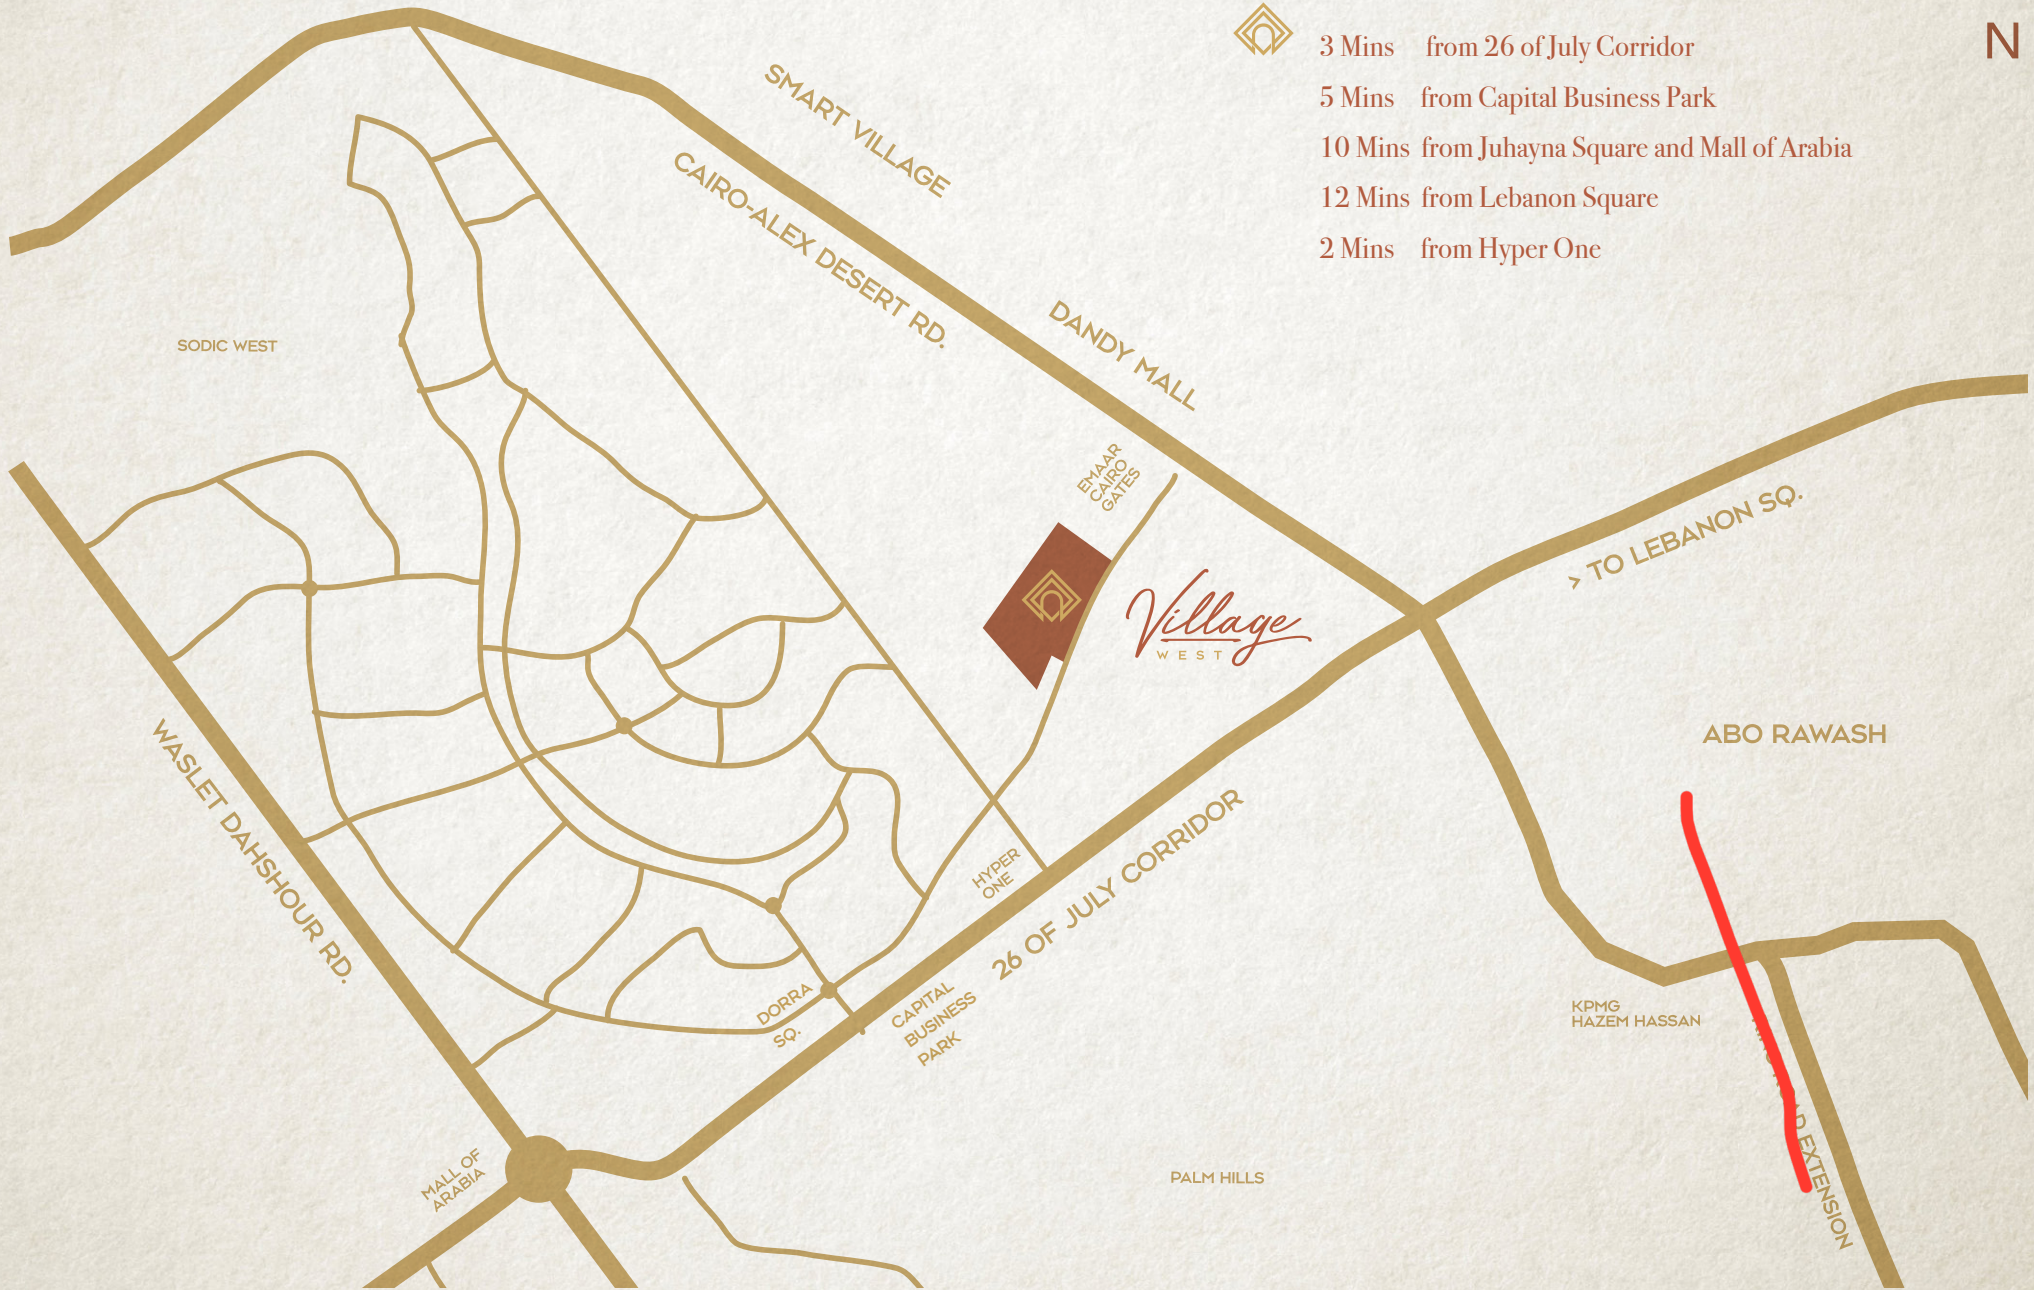 3 Mins from 26 of July Corridor
5 Mins from Capital Business Park
10 Mins from Juhayna Square and Mall of Arabia
12 Mins from Lebanon Square
2 Mins from Hyper One
N
SMART VILLAGE
CAIRO-ALEX DESERT RD.
DANDY MALL
SODIC WEST
EMAAR
CAIRO
GATES
> TO LEBANON SQ.
Village
WEST
ABO RAWASH
WASLET DAHSHOUR RD.
HYPER
ONE
26 OF JULY CORRIDOR
DORRA
SQ.
CAPITAL
BUSINESS
PARK
KPMG
HAZEM HASSAN
EXTENSION
MALL OF
ARABIA
PALM HILLS